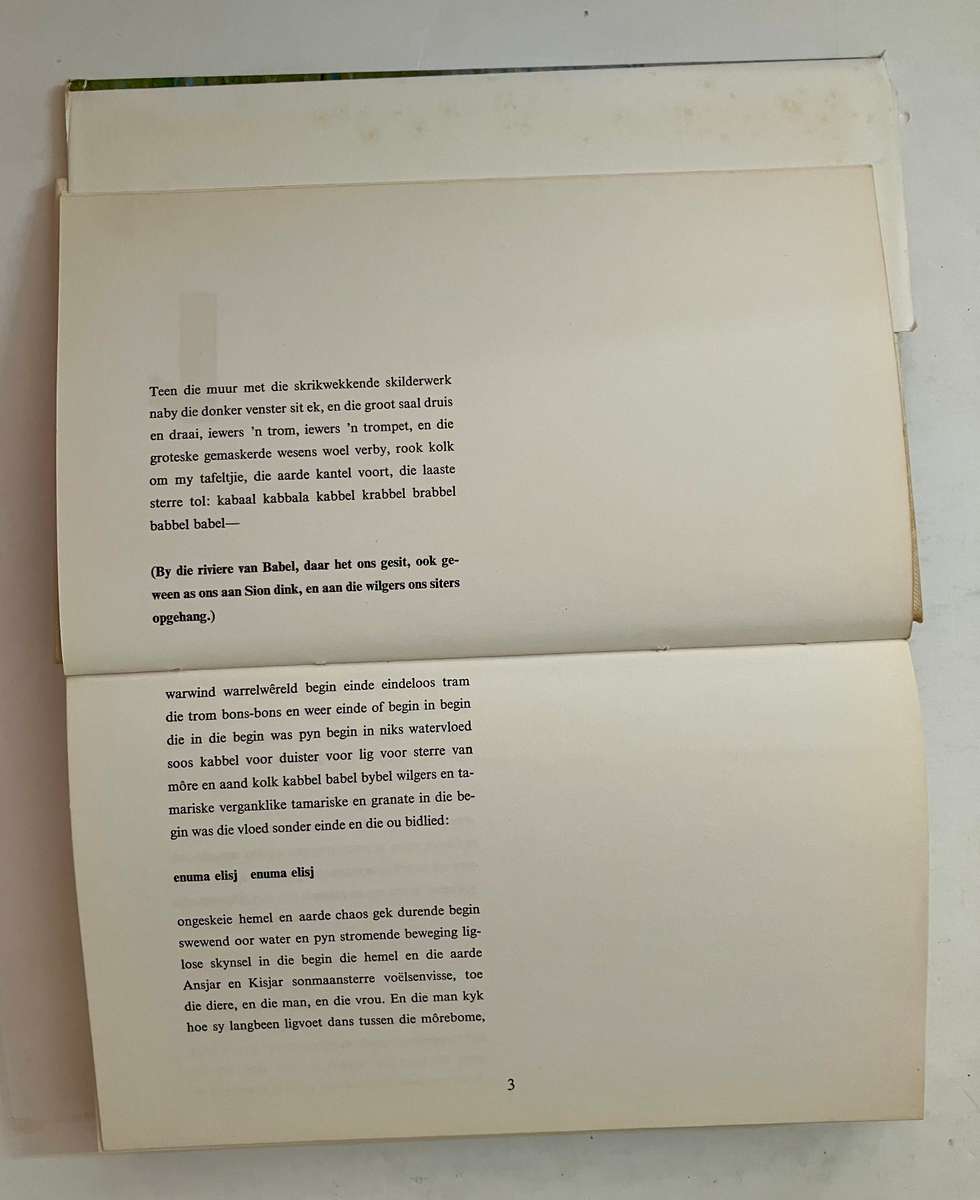 Teen die muur met die skrikwekkende skilderwerk
naby die donker venster sit ek, en die groot saal druis
en draai, iewers 'n trom, iewers 'n trompet, en die
groteske gemaskerde wesens woel verby, rook kolk
om my tafeltjie, die aarde kantel voort, die laaste
sterre tol: kabaal kabbala kabbel krabbel brabbel
babbel babel—
(By die riviere van Babel, daar het ons gesit, ook ge-
ween as ons aan Sion dink, en aan die wilgers ons siters
opgehang.)
warwind warrelwêreld begin einde eindeloos tram
die trom bons-bons en weer einde of begin in begin
die in die begin was pyn begin in niks watervloed
soos kabbel voor duister voor lig voor sterre van
môre en aand kolk kabbel babel bybel wilgers en ta-
mariske verganklike tamariske en granate in die be-
gin was die vloed sonder einde en die ou bidlied:
enuma elisj enuma elisj
ongeskeie hemel en aarde chaos gek durende begin
swewend oor water en pyn stromende beweging lig-
lose skynsel in die begin die hemel en die aarde
Ansjar en Kisjar sonmaansterre voëlsenvisse, toe
die diere, en die man, en die vrou. En die man kyk
hoe sy langbeen ligvoet dans tussen die môrebome,
3